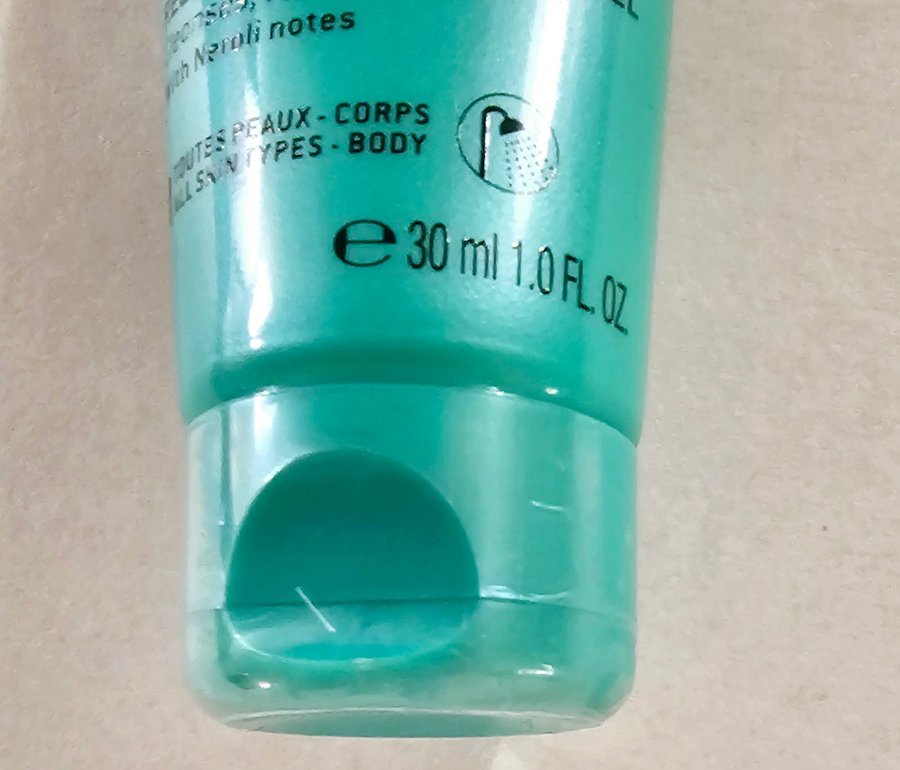 with Neroli notes
TOUTES PEAUX - CORPS
ALL SKIN TYPES - BODY
e 30 ml 1.0 FL. OZ.